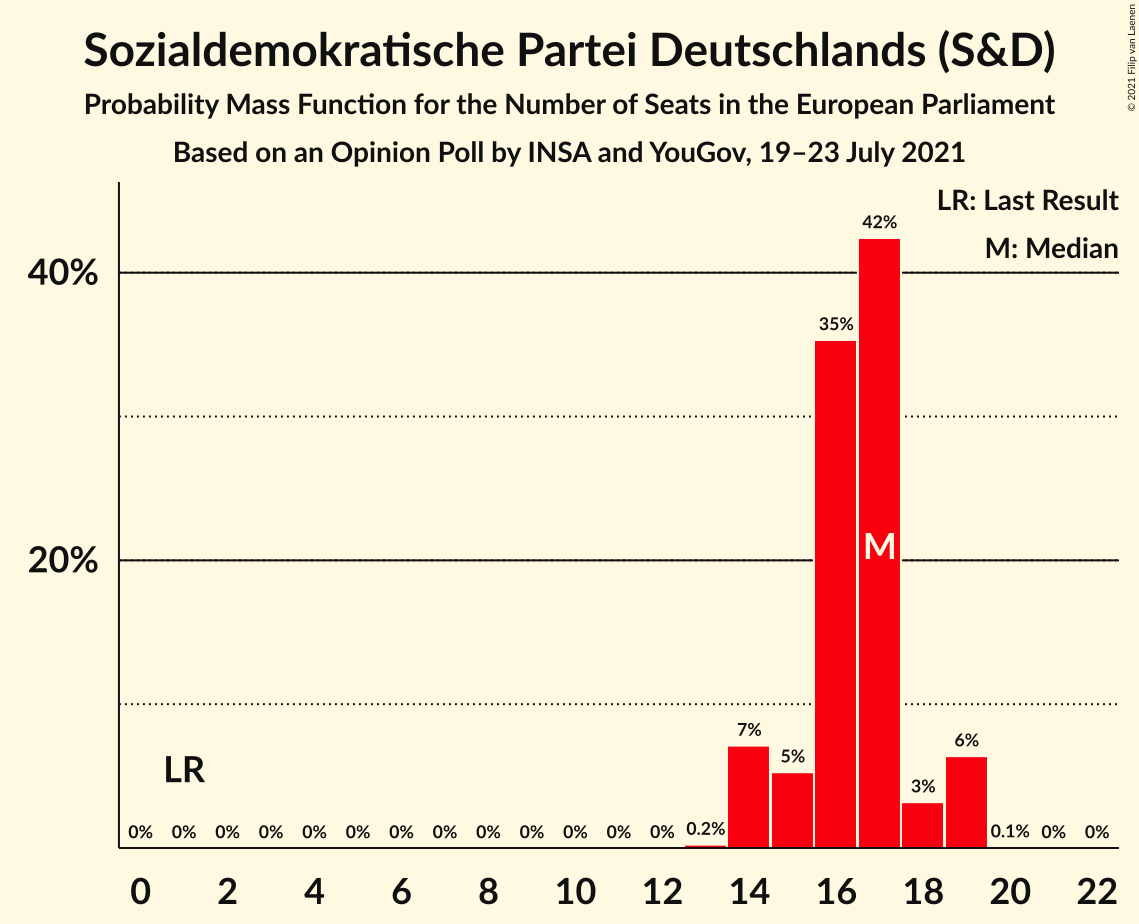 Sozialdemokratische Partei Deutschlands (S&D)
Probability Mass Function for the Number of Seats in the European Parliament
Based on an Opinion Poll by INSA and YouGov, 19–23 July 2021
© 2021 Filip van Laenen
LR: Last Result
M: Median
42%
40%
35%
M
20%
7%
6%
5%
3%
LR
0% 0% 0% 0% 0% 0% 0% 0% 0% 0% 0% 0% 0% 0.2% 0.1% 0% 0%
0 2 4 6 8 10 12 14 16 18 20 22